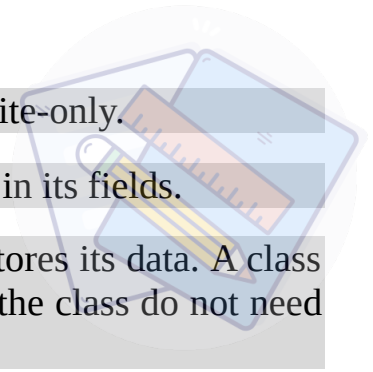 ite-only.
in its fields.
tores its data. A class
the class do not need